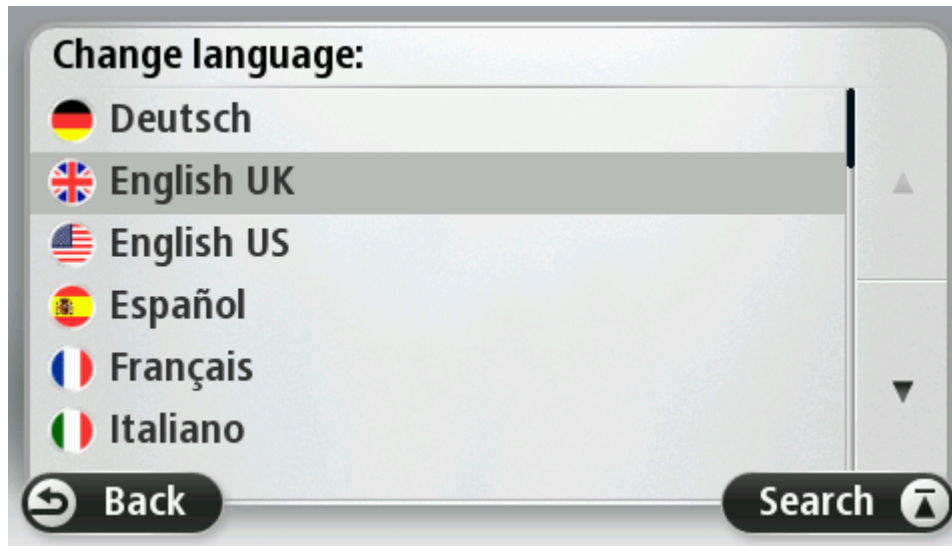 Change language:
Deutsch
English UK
English US
Español
Français
Italiano
Back
Search